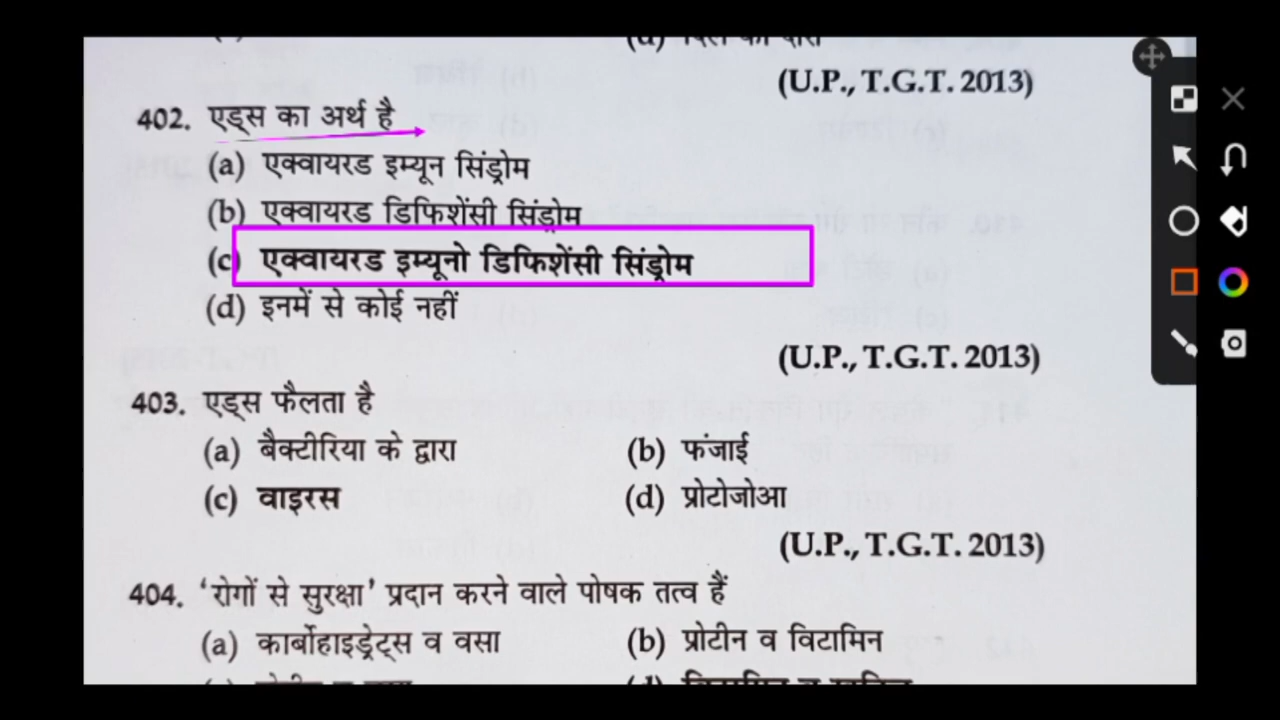 (U.P., T.G.T. 2013)
402. एड्स का अर्थ है
(a) एक्वायरड इम्यून सिंड्रोम
(b) एक्वायरड डिफिशेंसी सिंड्रोम
(c) एक्वायरड इम्यूनो डिफिशेंसी सिंड्रोम
(d) इनमें से कोई नहीं
(U.P., T.G.T. 2013)
403. एड्स फैलता है
(a) बैक्टीरिया के द्वारा (b) फंजाई
(c) वाइरस (d) प्रोटोजोआ
(U.P., T.G.T. 2013)
404. 'रोगों से सुरक्षा' प्रदान करने वाले पोषक तत्व हैं
(a) कार्बोहाइड्रेट्स व वसा (b) प्रोटीन व विटामिन